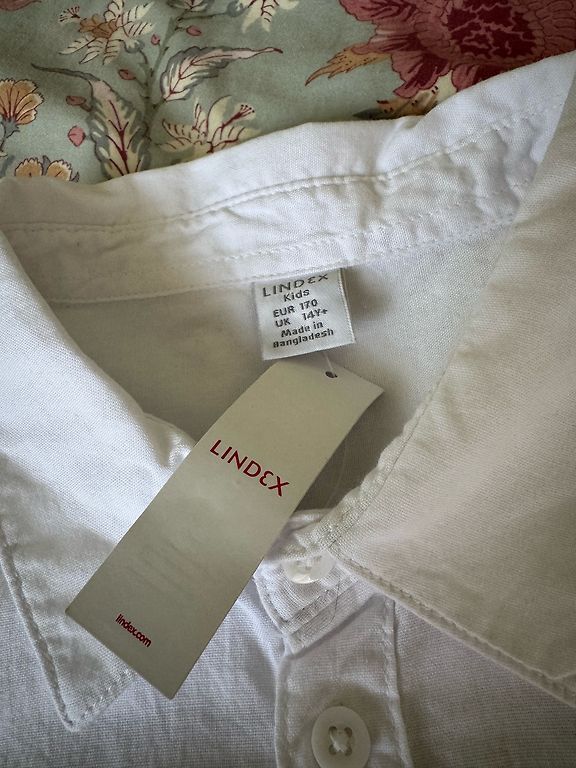 LINDEX
Kids
EUR 170
UK 14Y+
Made in
Bangladesh
LINDEX
lindex.com